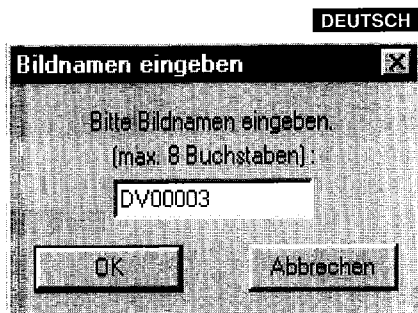 DEUTSCH
Bildnamen eingeben
Bitte Bildnamen eingeben.
(max. 8 Buchstaben) :
DV00003
OK
Abbrechen